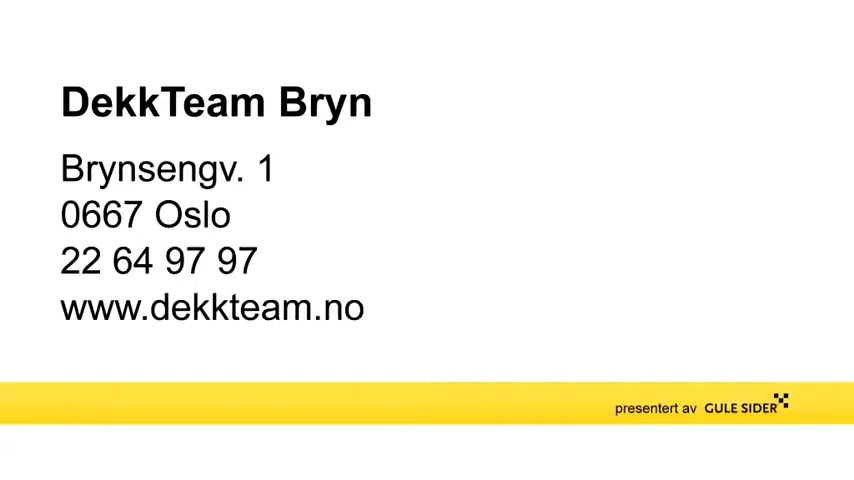 DekkTeam Bryn
Brynsengv. 1
0667 Oslo
22 64 97 97
www.dekkteam.no
presentert av GULE SIDER